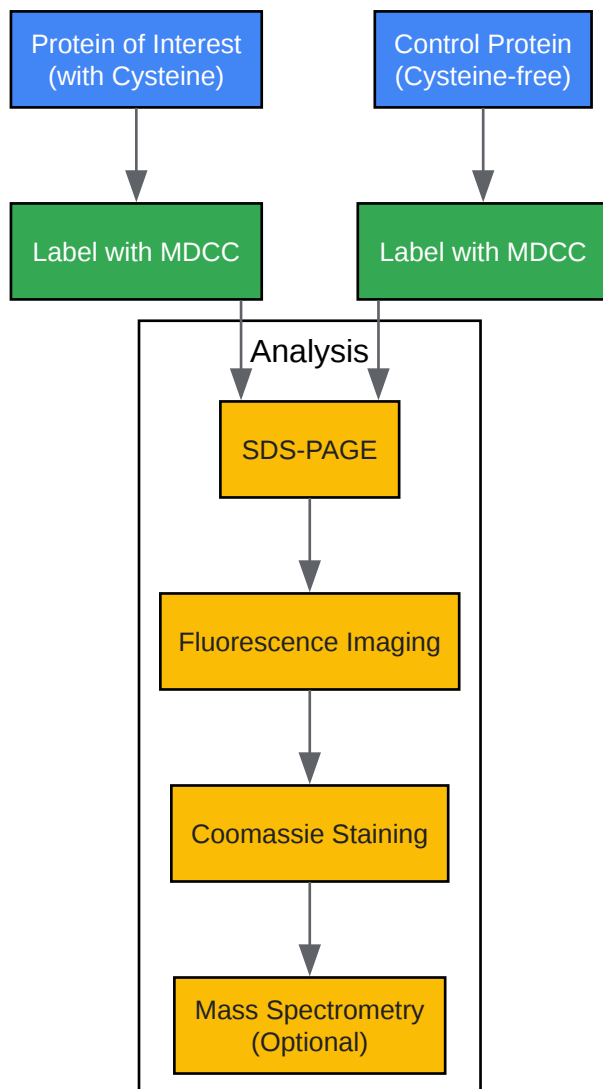 Protein of Interest
(with Cysteine)
Control Protein
(Cysteine-free)
Label with MDCC
Label with MDCC
Analysis
SDS-PAGE
Fluorescence Imaging
Coomassie Staining
Mass Spectrometry
(Optional)